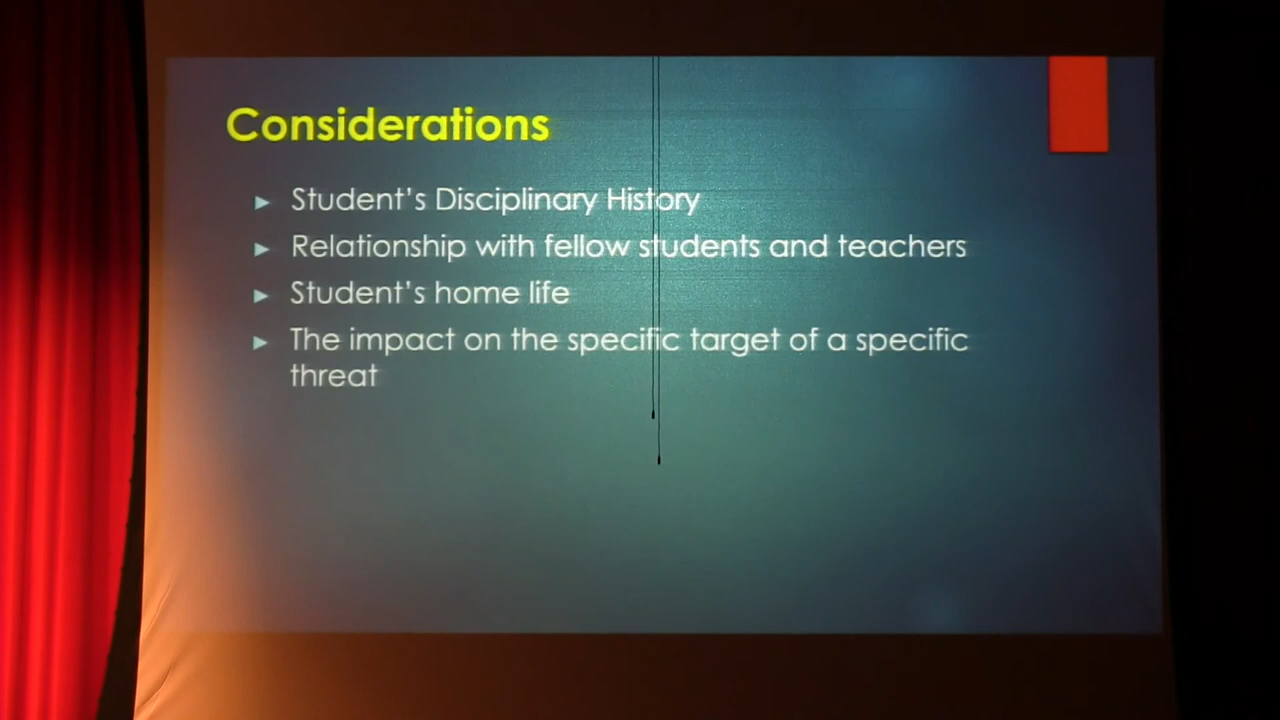 Considerations
Student’s Disciplinary History
Relationship with fellow students and teachers
Student’s home life
The impact on the specific target of a specific
threat